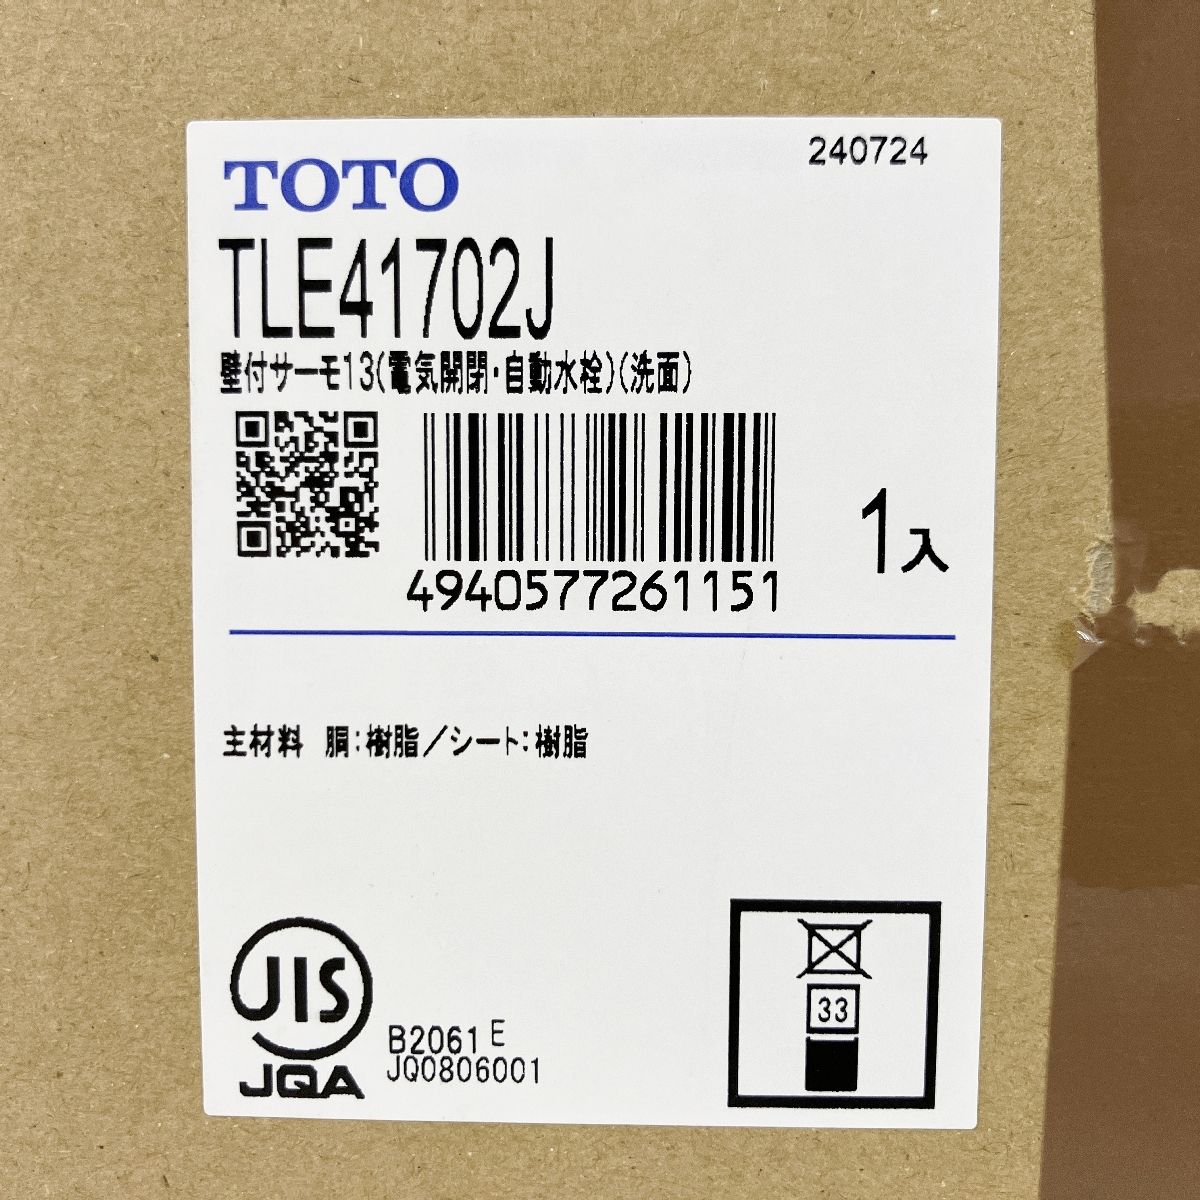 240724
TOTO
TLE41702J
壁付サーモ13(電気開閉・自動水栓)(洗面)
1入
4940577261151
主材料 胴:樹脂/シート:樹脂
JIS
JQA
B2061 E
JQ0806001
33